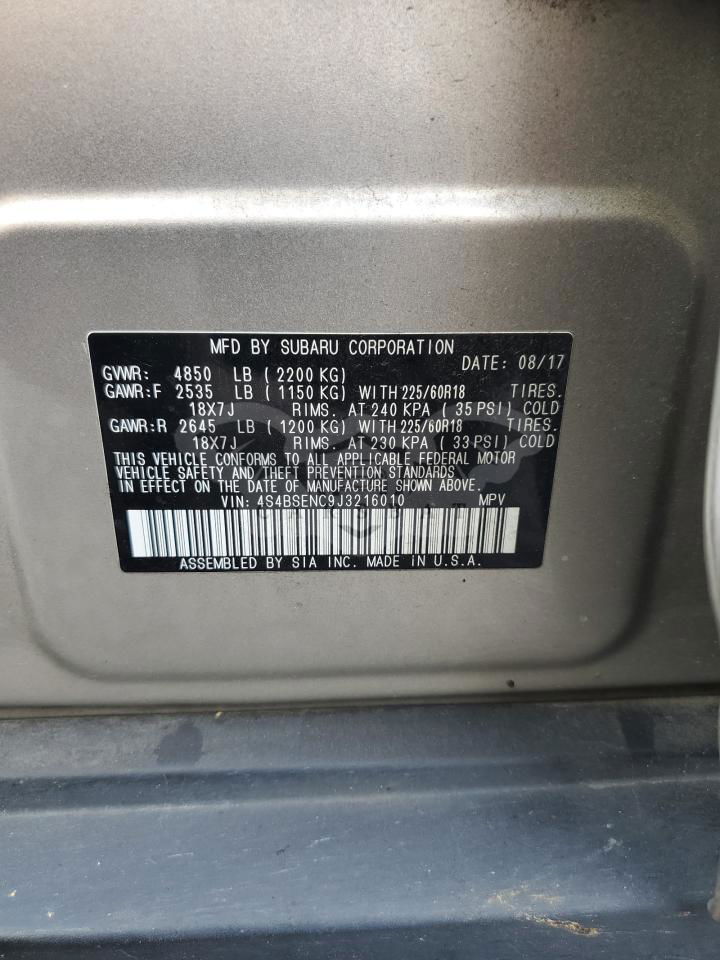 MFD BY SUBARU CORPORATION DATE: 08/17
GVWR: 4850 LB ( 2200 KG)
GAWR:F 2535 LB ( 1150 KG) WITH 225/60R18 TIRES.
18X7J RIMS. AT 240 KPA ( 35 PSI) COLD
GAWR:R 2645 LB ( 1200 KG) WITH 225/60R18 TIRES.
18X7J RIMS. AT 230 KPA ( 33 PSI) COLD
THIS VEHICLE CONFORMS TO ALL APPLICABLE FEDERAL MOTOR
VEHICLE SAFETY AND THEFT PREVENTION STANDARDS
IN EFFECT ON THE DATE OF MANUFACTURE SHOWN ABOVE.
VIN: 4S4BSENC9J3216010 MPV
ASSEMBLED BY SIA INC. MADE IN U.S.A.